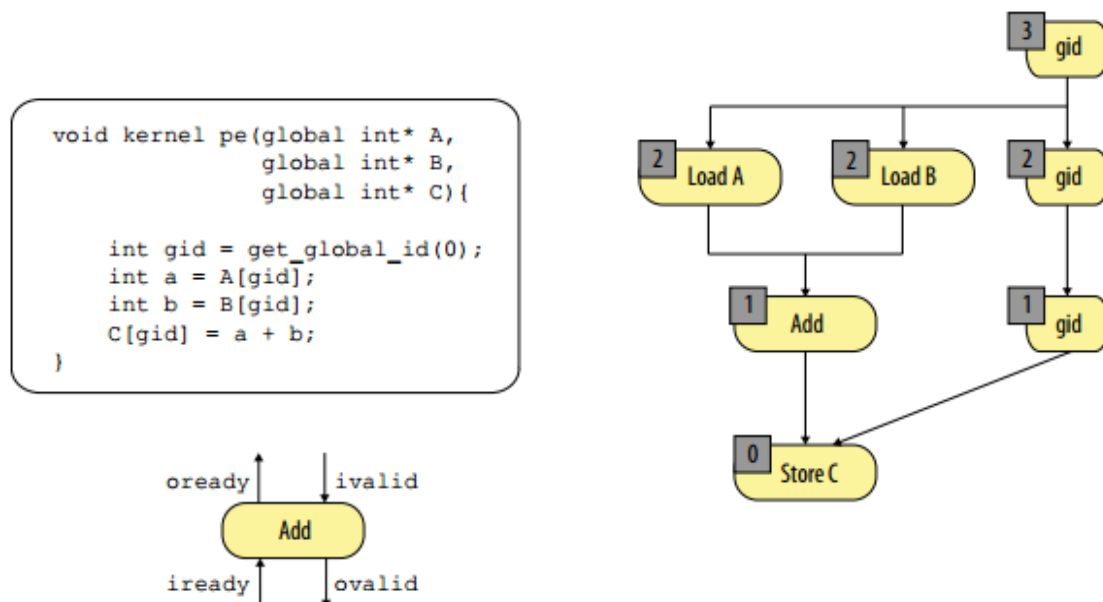 void kernel pe(global int* A,
global int* B,
global int* C){
int gid = get_global_id(0);
int a = A[gid];
int b = B[gid];
C[gid] = a + b;
}
oready
ivalid
Add
iready
ovalid
3
gid
2
Load A
2
Load B
2
gid
1
Add
1
gid
0
Store C